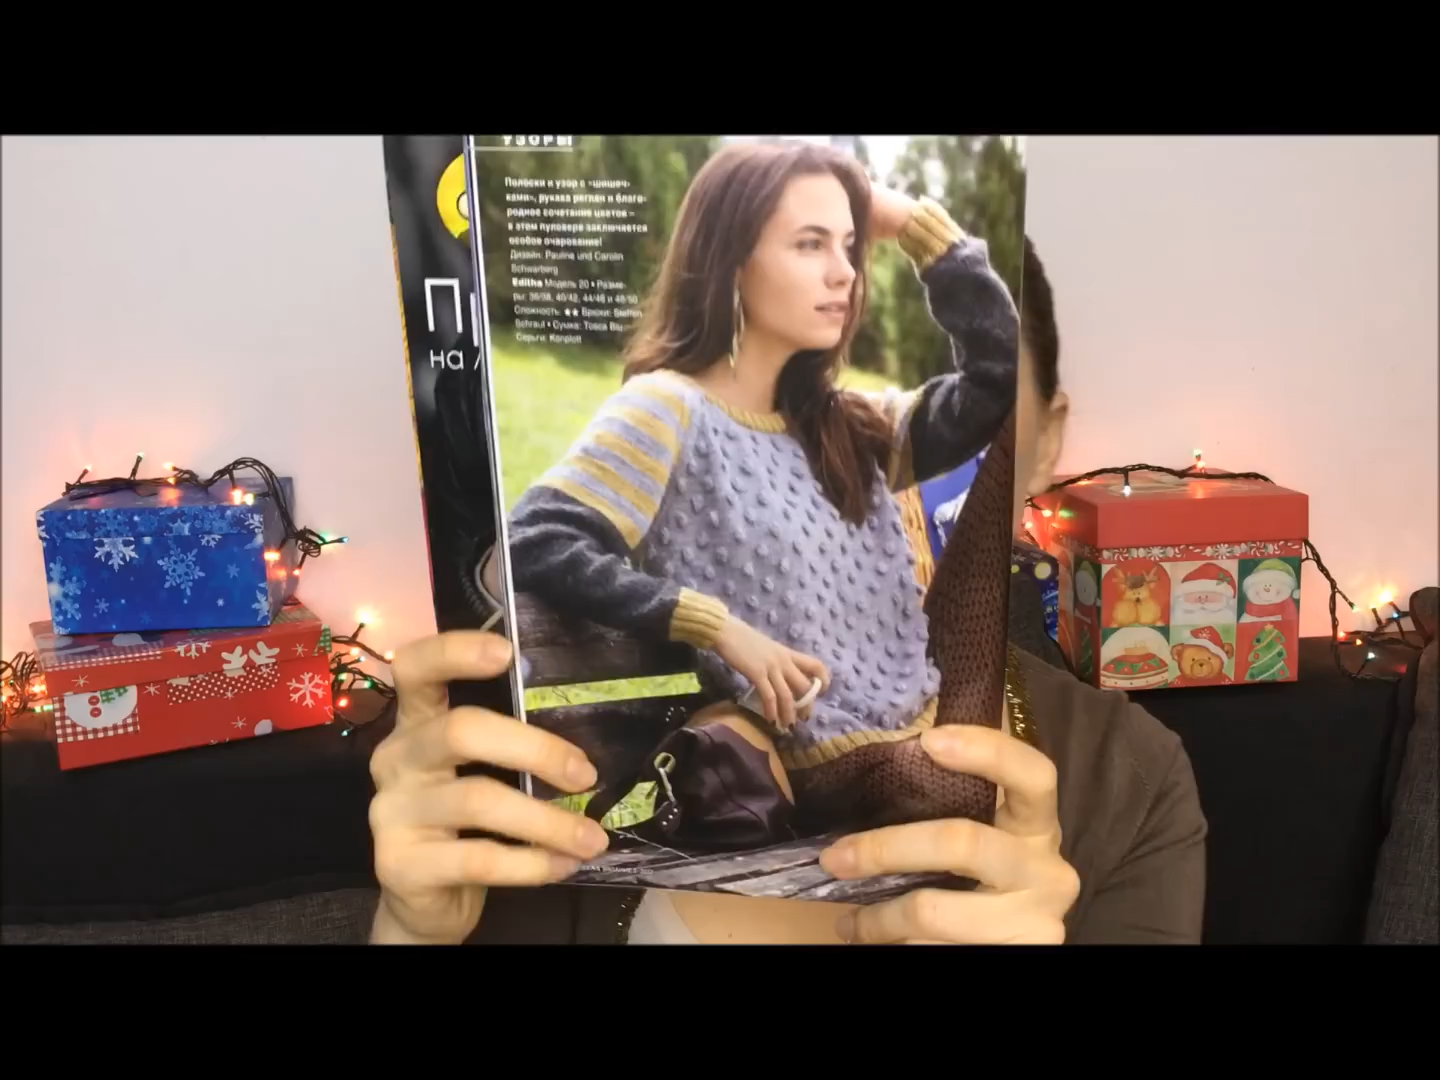 УЗОРЫ
Полоски и узор с «шишеч-
ками», рукава реглан и благо-
родное сочетание цветов –
в этом пуловере заключается
особое очарование!
Дизайн: Paulina und Carolin
Schwarberg
Editha Модель 20 • Разме-
ры: 36/38, 40/42, 44/46 и 48/50
Сложность: ★★ Брюки: Steffen
Schraut • Сумка: Tosca Blu
Серьги: Konplott
на